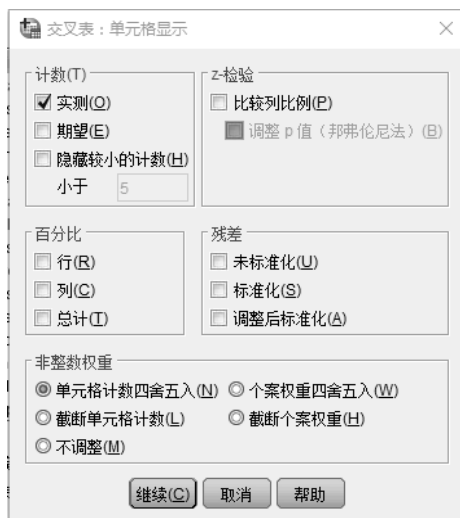 交叉表：单元格显示
计数(T)
实测(O)
期望(E)
隐藏较小的计数(H)
小于 5
z-检验
比较列比例(P)
调整 p 值（邦弗伦尼法）(B)
百分比
行(R)
列(C)
总计(T)
残差
未标准化(U)
标准化(S)
调整后标准化(A)
非整数权重
单元格计数四舍五入(N) 个案权重四舍五入(W)
截断单元格计数(L) 截断个案权重(H)
不调整(M)
继续(C) 取消 帮助